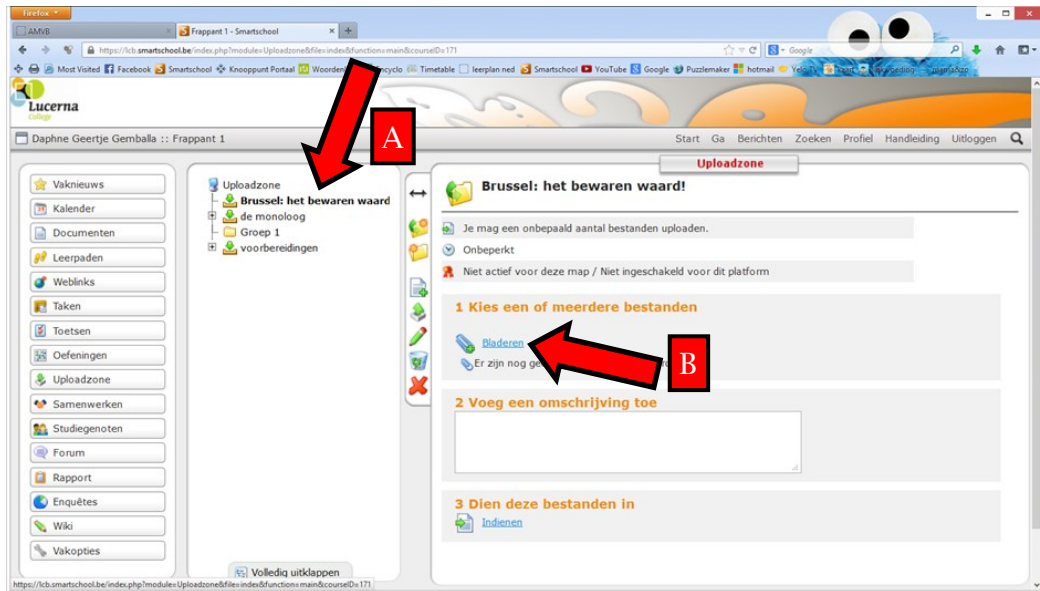 Firefox
AMVB
Frappant 1 - Smartschool
https://lcb.smartschool.be/index.php?module=Uploadzone&file=index&function=main&courseID=171
Google
Most Visited Facebook Smartschool Knooppunt Portaal Woordenb Encyclo Timetable leerplan ned Smartschool YouTube Google Puzzlemaker hotmail
Lucerna
College
Daphne Geertje Gemballa :: Frappant 1
Start Ga Berichten Zoeken Profiel Handleiding Uitloggen
A
Uploadzone
Vaknieuws
Kalender
Documenten
Leerpaden
Weblinks
Taken
Toetsen
Oefeningen
Uploadzone
Samenwerken
Studiegenoten
Forum
Rapport
Enquêtes
Wiki
Vakopties
Uploadzone
Brussel: het bewaren waard
de monoloog
Groep 1
voorbereidingen
Volledig uitklappen
Brussel: het bewaren waard!
Je mag een onbepaald aantal bestanden uploaden.
Onbeperkt
Niet actief voor deze map / Niet ingeschakeld voor dit platform
1 Kies een of meerdere bestanden
Bladeren
Er zijn nog
B
2 Voeg een omschrijving toe
3 Dien deze bestanden in
Indienen
https://lcb.smartschool.be/index.php?module=Uploadzone&file=index&function=main&courseID=171